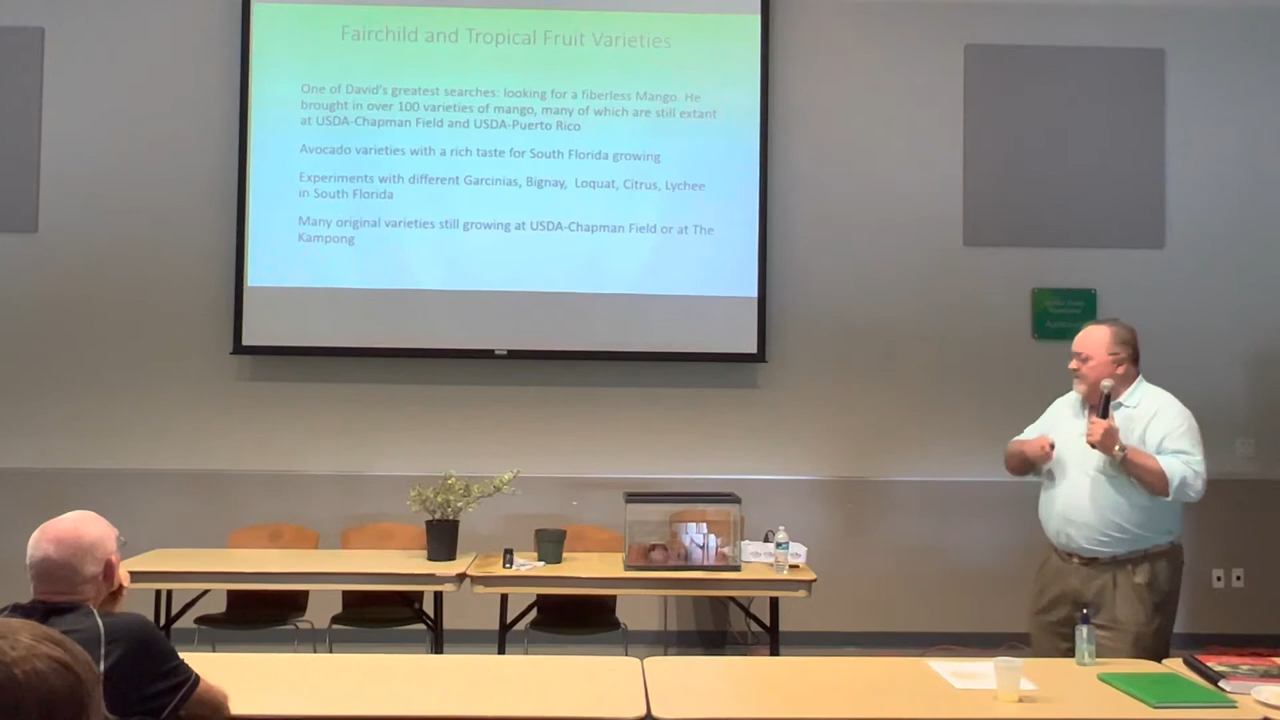 Fairchild and Tropical Fruit Varieties
One of David's greatest searches: looking for a fiberless Mango. He
brought in over 100 varieties of mango, many of which are still extant
at USDA-Chapman Field and USDA-Puerto Rico
Avocado varieties with a rich taste for South Florida growing
Experiments with different Garcinias, Bignay, Loquat, Citrus, Lychee
in South Florida
Many original varieties still growing at USDA-Chapman Field or at The
Kampong